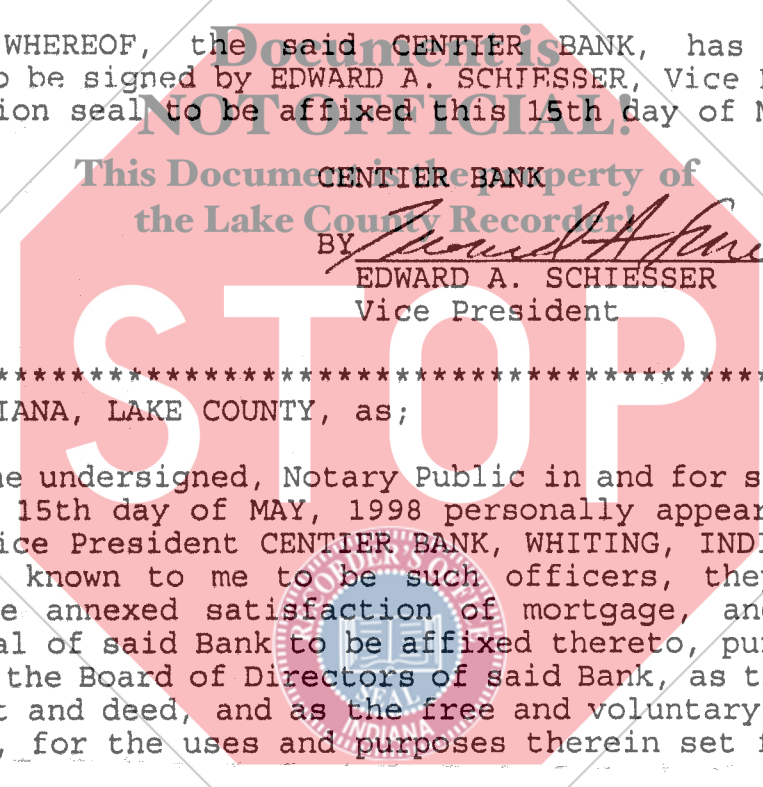 WHEREOF, the said CENTIER BANK, has
o be signed by EDWARD A. SCHIESSER, Vice
ion seal to be affixed this 15th day of M
Document is
NOT OFFICIAL!
This Document is the property of
the Lake County Recorder!
CENTIER BANK
BY
EDWARD A. SCHIESSER
Vice President
STOP
****************************************
IANA, LAKE COUNTY, as;
he undersigned, Notary Public in and for s
15th day of MAY, 1998 personally appear
ice President CENTIER BANK, WHITING, INDI
known to me to be such officers, they
e annexed satisfaction of mortgage, an
al of said Bank to be affixed thereto, pu
the Board of Directors of said Bank, as t
t and deed, and as the free and voluntary
, for the uses and purposes therein set f
RECORDER'S OFFICE
SEAL
INDIANA